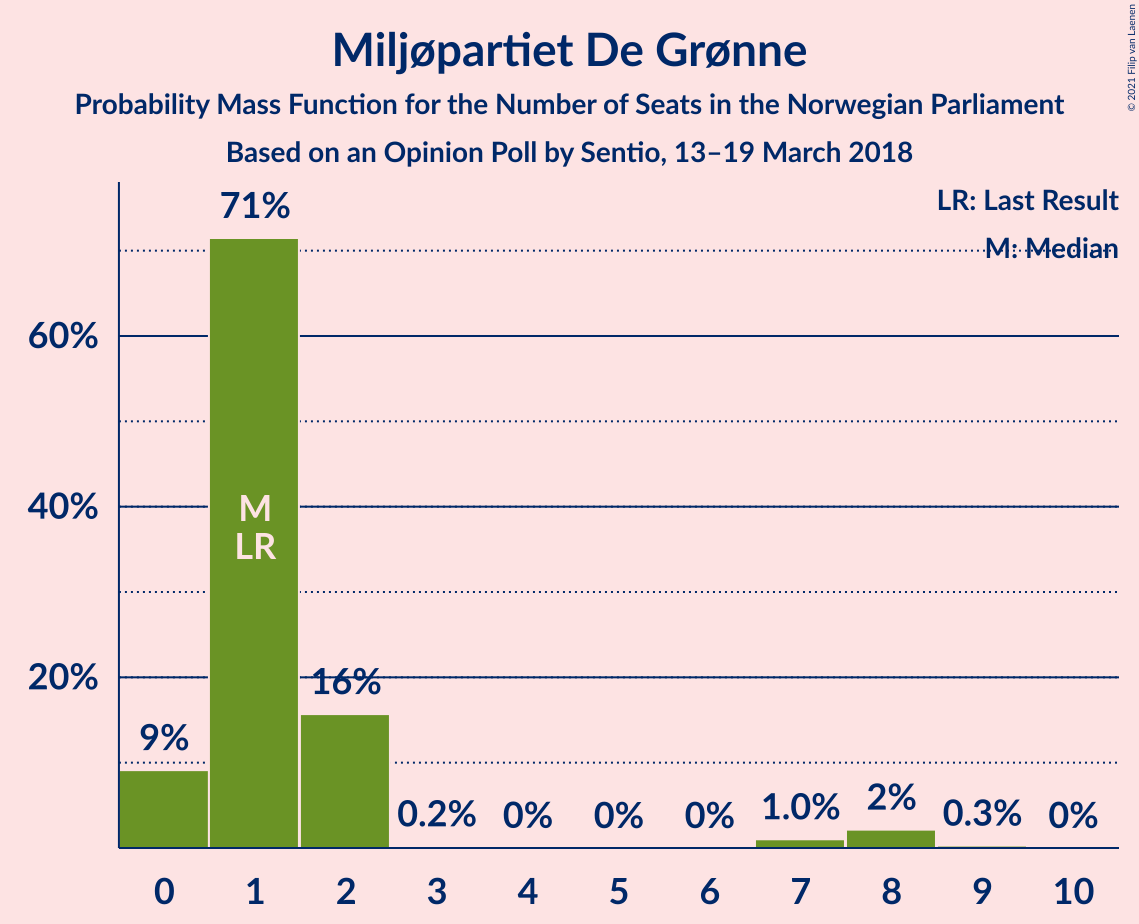 Miljøpartiet De Grønne
Probability Mass Function for the Number of Seats in the Norwegian Parliament
Based on an Opinion Poll by Sentio, 13–19 March 2018
© 2021 Filip van Laenen
LR: Last Result
M: Median
60%
40%
20%
9%
71%
16%
0.2%
0%
0%
0%
1.0%
2%
0.3%
0%
M
LR
0 1 2 3 4 5 6 7 8 9 10